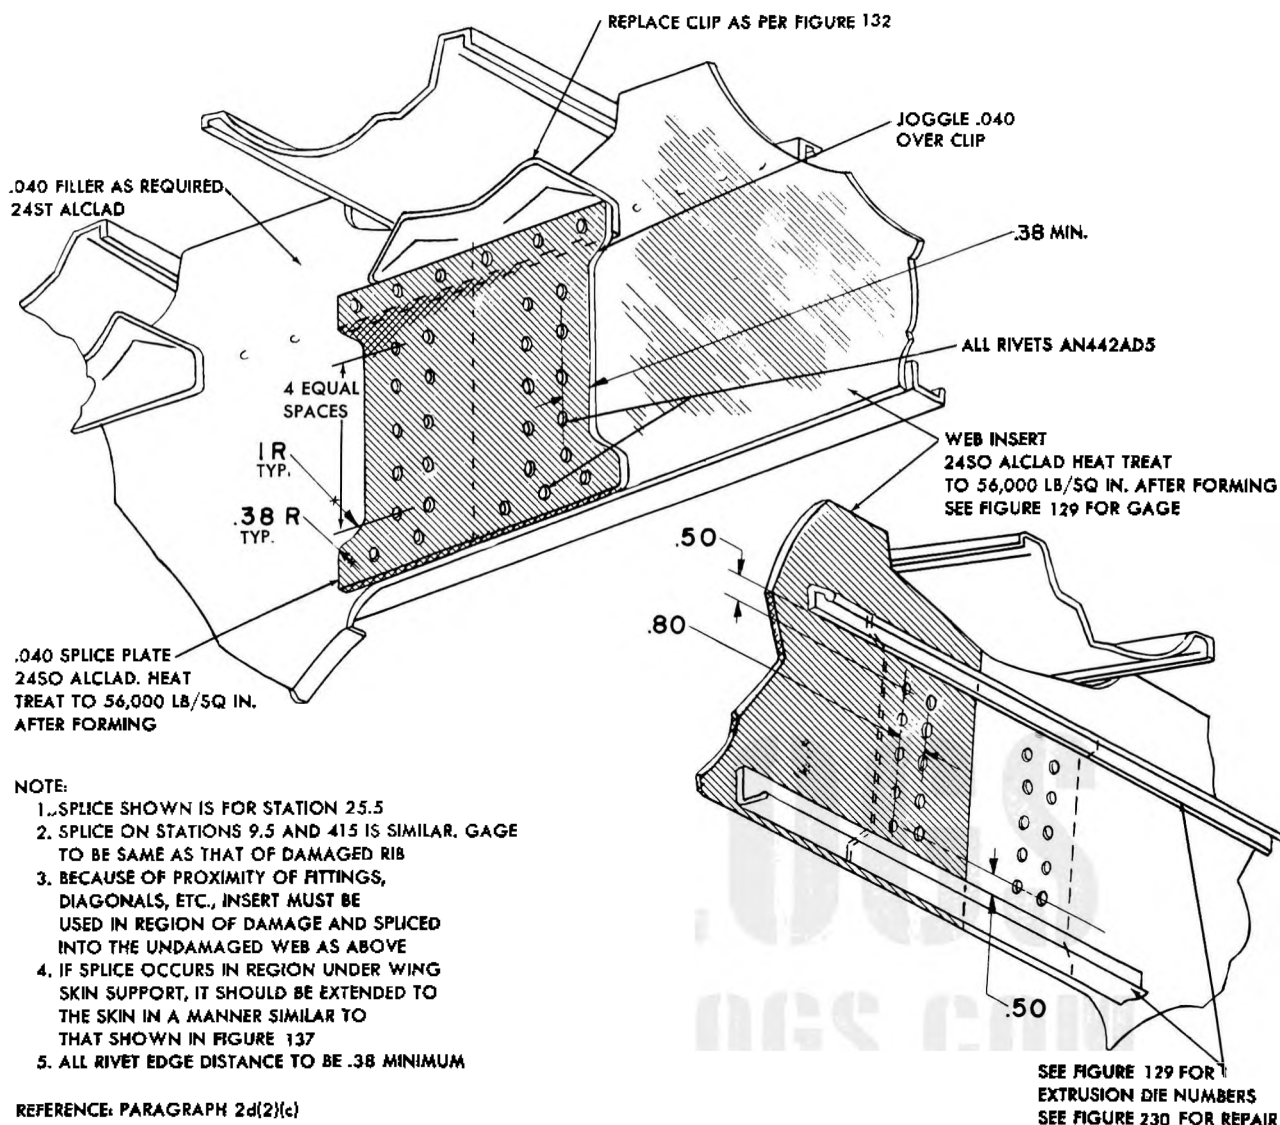 REPLACE CLIP AS PER FIGURE 132
JOGGLE .040
OVER CLIP
.040 FILLER AS REQUIRED
24ST ALCLAD
.38 MIN.
ALL RIVETS AN442AD5
4 EQUAL
SPACES
1 R
TYP.
.38 R
TYP.
WEB INSERT
24SO ALCLAD HEAT TREAT
TO 56,000 LB/SQ IN. AFTER FORMING
SEE FIGURE 129 FOR GAGE
.50
.80
.040 SPLICE PLATE
24SO ALCLAD. HEAT
TREAT TO 56,000 LB/SQ IN.
AFTER FORMING
NOTE:
1. SPLICE SHOWN IS FOR STATION 25.5
2. SPLICE ON STATIONS 9.5 AND 415 IS SIMILAR. GAGE
TO BE SAME AS THAT OF DAMAGED RIB
3. BECAUSE OF PROXIMITY OF FITTINGS,
DIAGONALS, ETC., INSERT MUST BE
USED IN REGION OF DAMAGE AND SPLICED
INTO THE UNDAMAGED WEB AS ABOVE
4. IF SPLICE OCCURS IN REGION UNDER WING
SKIN SUPPORT, IT SHOULD BE EXTENDED TO
THE SKIN IN A MANNER SIMILAR TO
THAT SHOWN IN FIGURE 137
5. ALL RIVET EDGE DISTANCE TO BE .38 MINIMUM
REFERENCE: PARAGRAPH 2d(2)(c)
.50
SEE FIGURE 129 FOR
EXTRUSION DIE NUMBERS
SEE FIGURE 230 FOR REPAIR